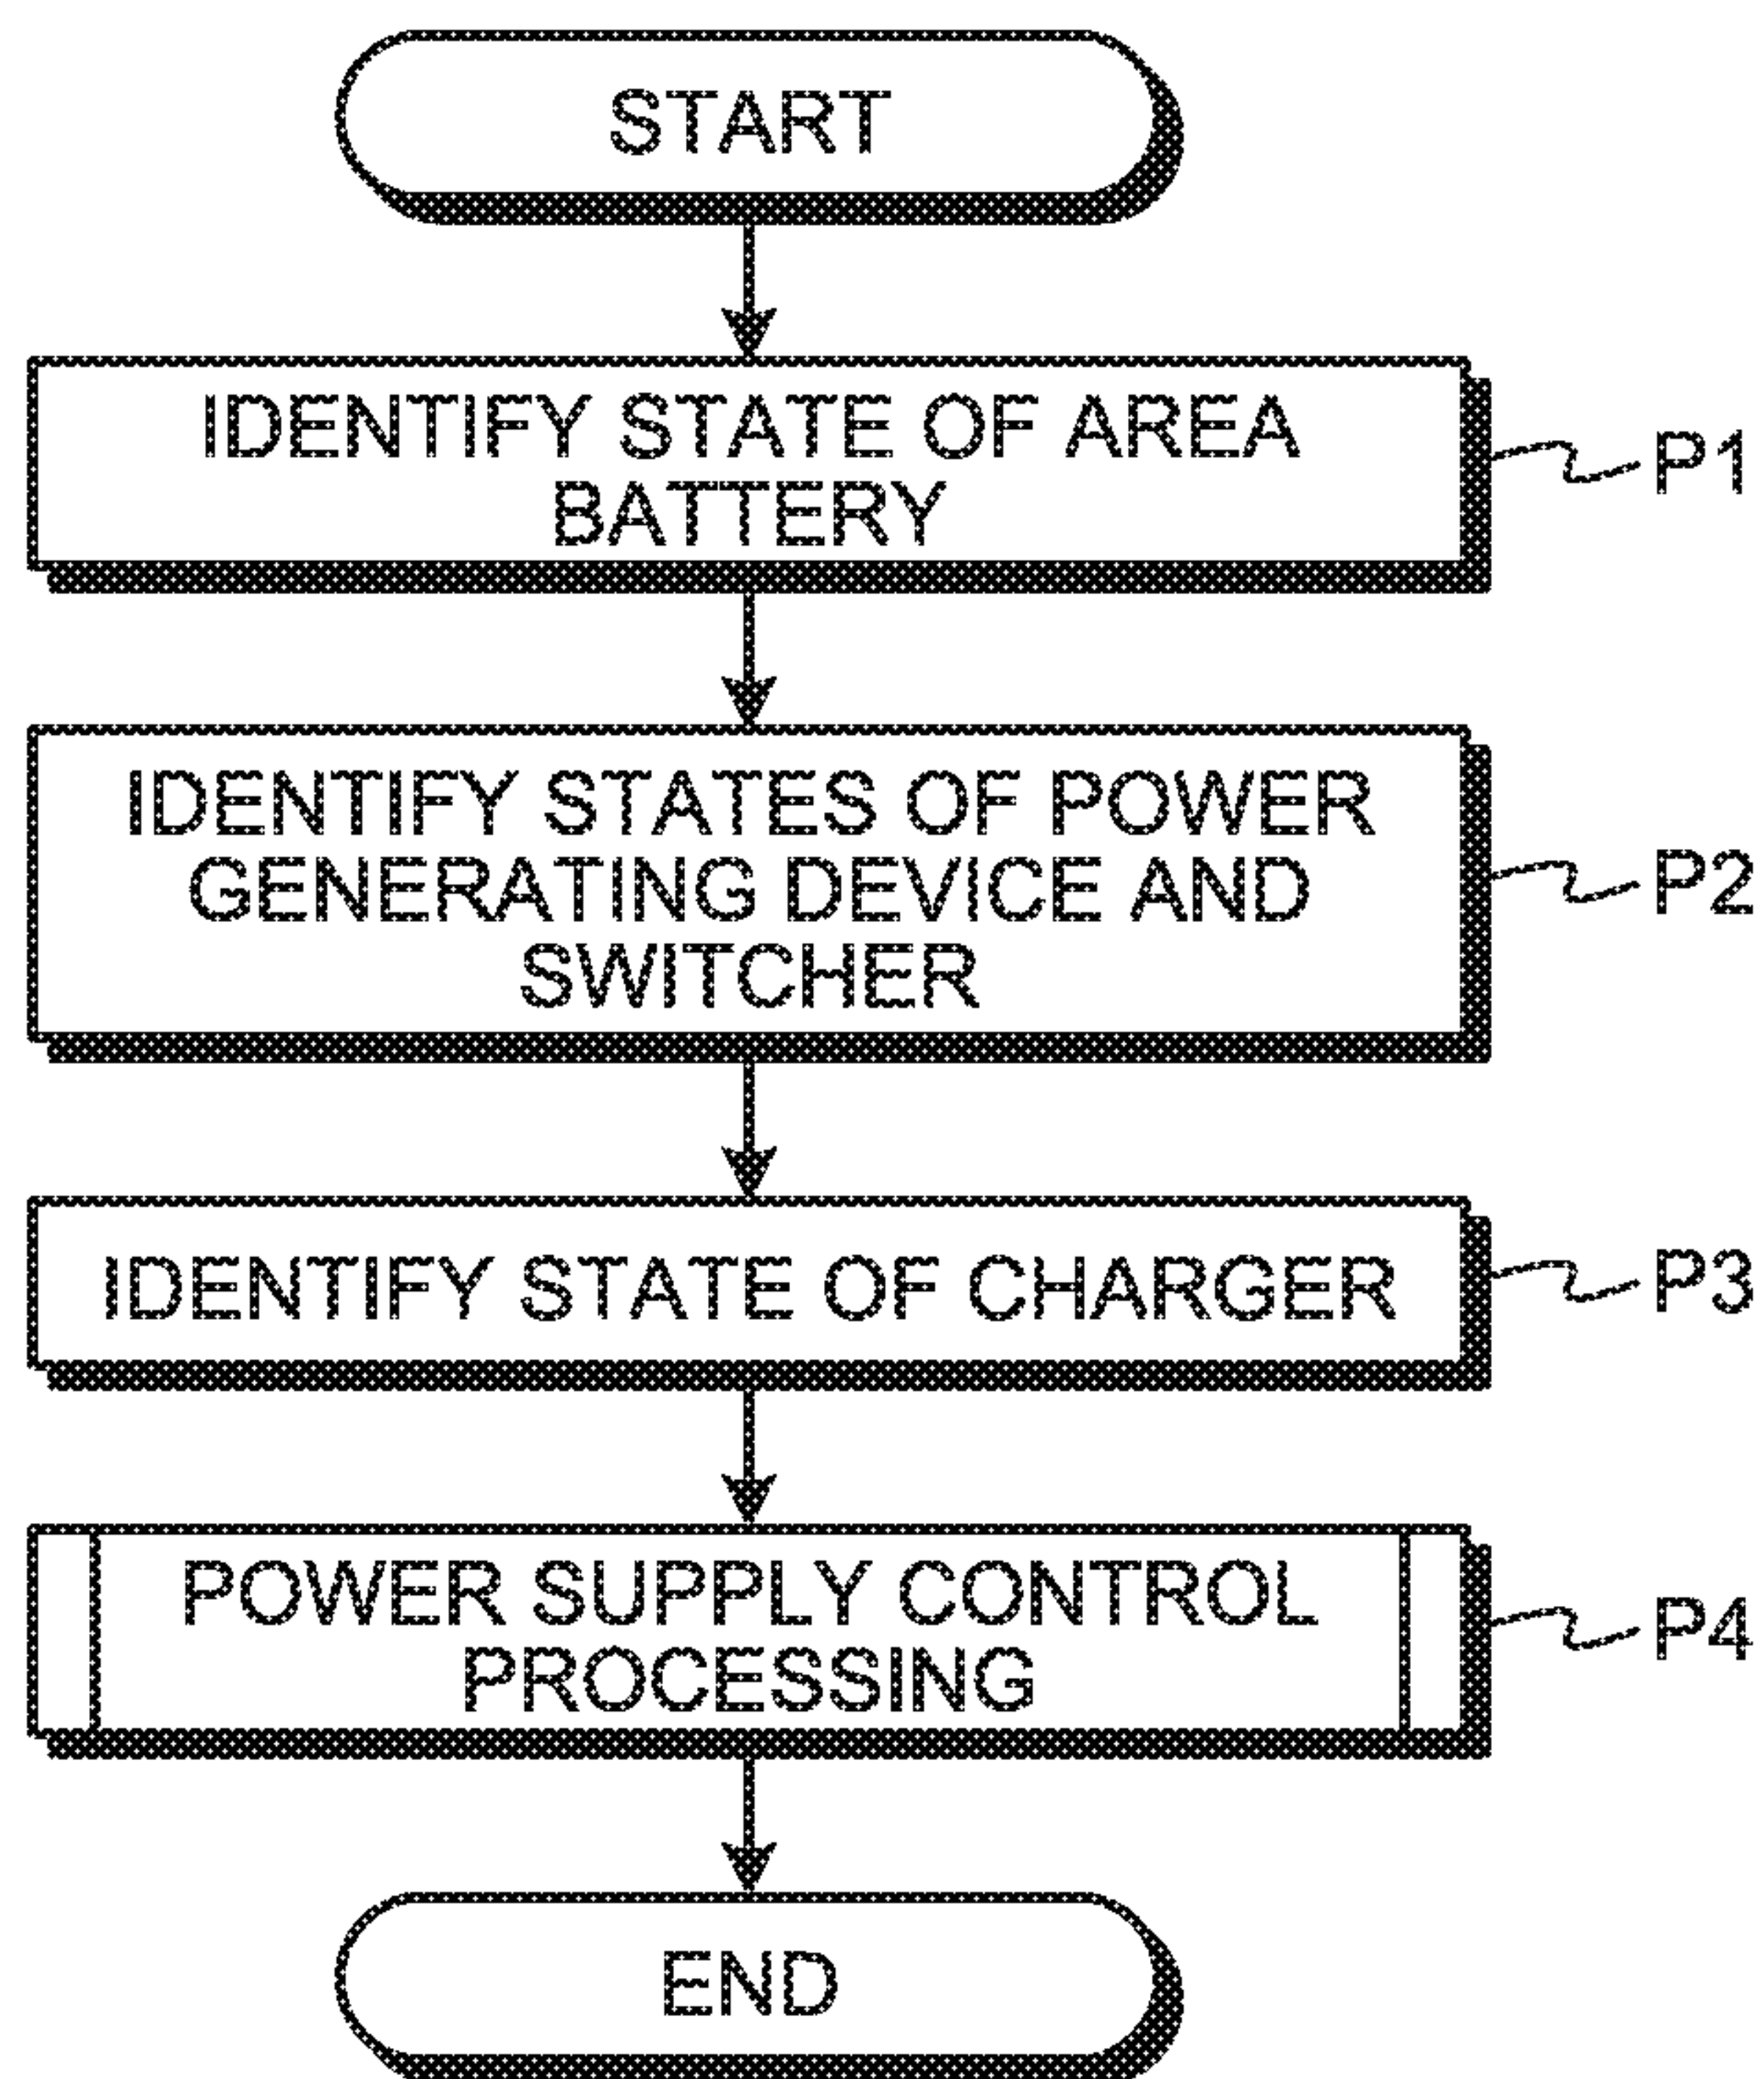 START
IDENTIFY STATE OF AREA
BATTERY
P1
IDENTIFY STATES OF POWER
GENERATING DEVICE AND
SWITCHER
P2
IDENTIFY STATE OF CHARGER
P3
POWER SUPPLY CONTROL
PROCESSING
P4
END